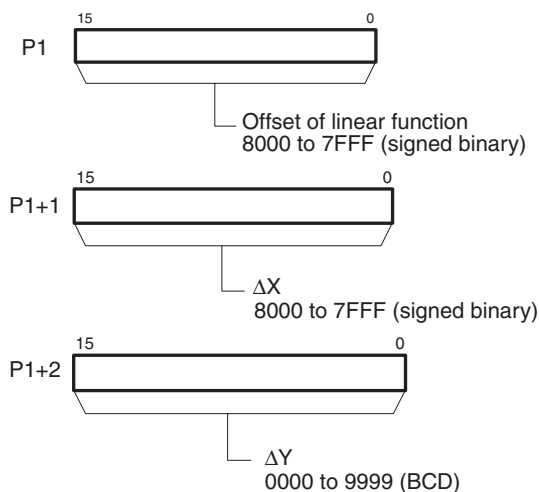 15 0
P1
Offset of linear function
8000 to 7FFF (signed binary)
15 0
P1+1
ΔX
8000 to 7FFF (signed binary)
15 0
P1+2
ΔY
0000 to 9999 (BCD)